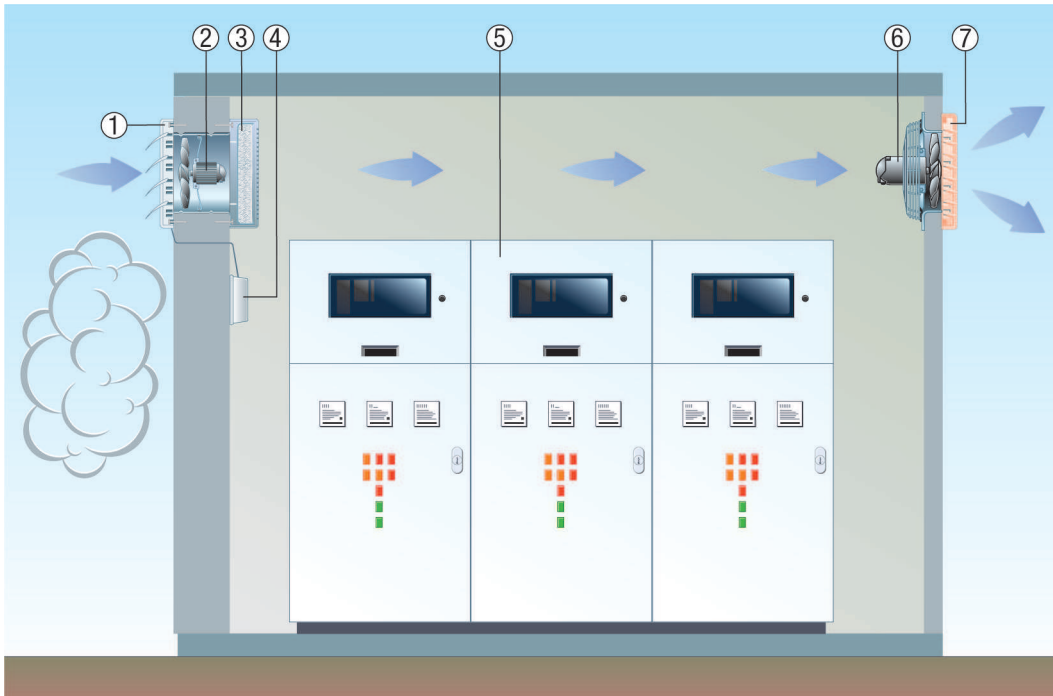 ① ② ③ ④ ⑤ ⑥ ⑦